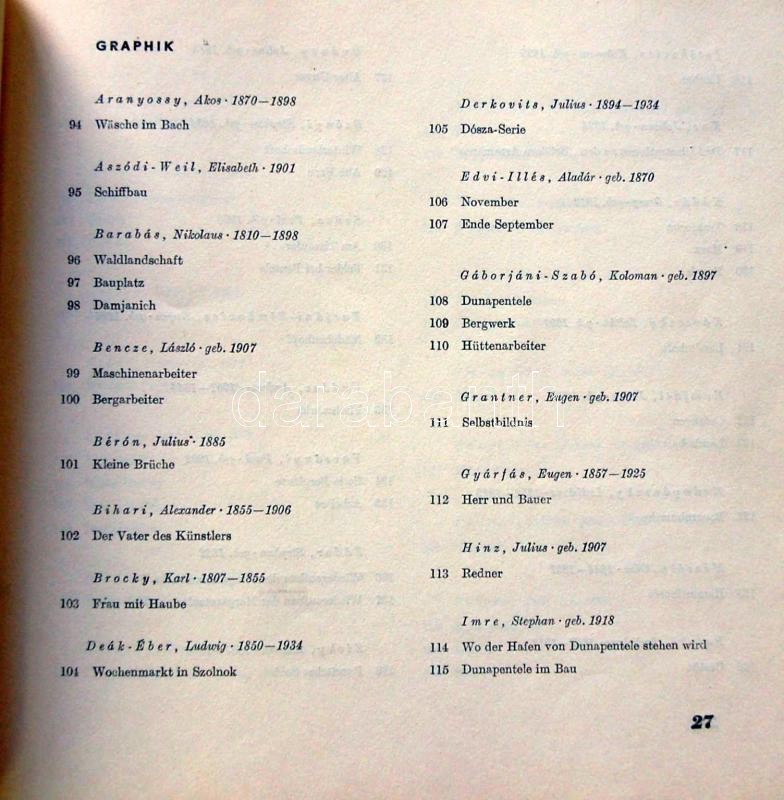 GRAPHIK
Aranyossy, Akos · 1870—1898
94 Wäsche im Bach
Aszódi-Weil, Elisabeth · 1901
95 Schiffbau
Barabás, Nikolaus · 1810—1898
96 Waldlandschaft
97 Bauplatz
98 Damjanich
Bencze, László · geb. 1907
99 Maschinenarbeiter
100 Bergarbeiter
Bérón, Julius · 1885
101 Kleine Brüche
Bihari, Alexander · 1855—1906
102 Der Vater des Künstlers
Brocky, Karl · 1807—1855
103 Frau mit Haube
Deák-Éber, Ludwig · 1850—1934
104 Wochenmarkt in Szolnok
Derkovits, Julius · 1894—1934
105 Dósza-Serie
Edvi-Illés, Aladár · geb. 1870
106 November
107 Ende September
Gáborjáni-Szabó, Koloman · geb. 1897
108 Dunapentele
109 Bergwerk
110 Hüttenarbeiter
Grantner, Eugen · geb. 1907
111 Selbstbildnis
Gyárfás, Eugen · 1857—1925
112 Herr und Bauer
Hinz, Julius · geb. 1907
113 Redner
Imre, Stephan · geb. 1918
114 Wo der Hafen von Dunapentele stehen wird
115 Dunapentele im Bau
27